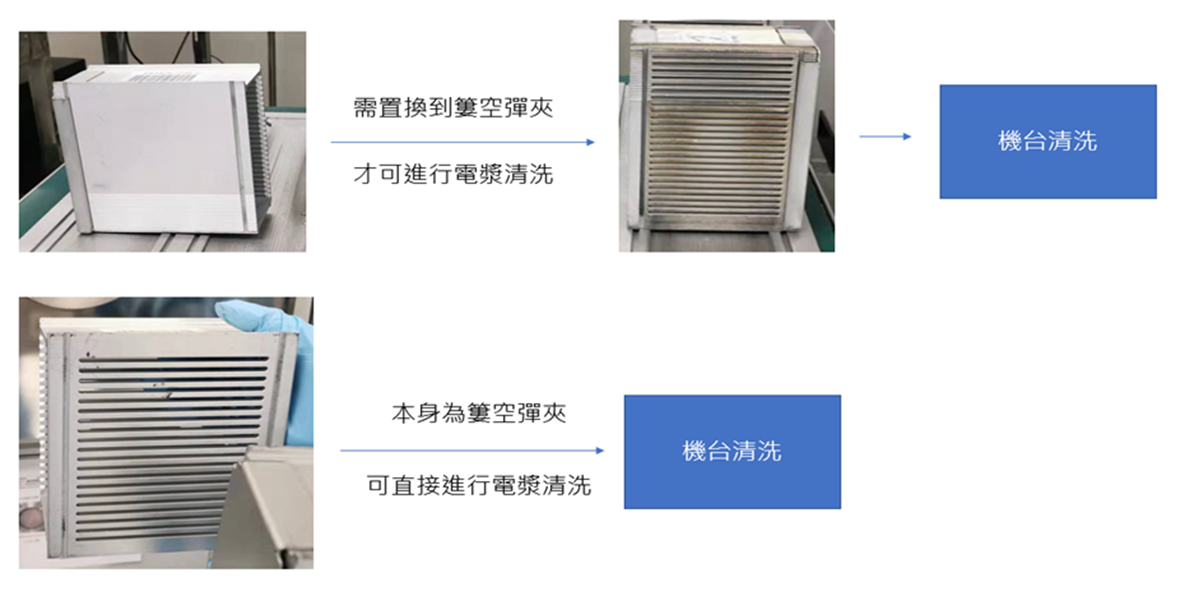 需置換到簍空彈夾
才可進行電漿清洗
機台清洗
本身為簍空彈夾
可直接進行電漿清洗
機台清洗